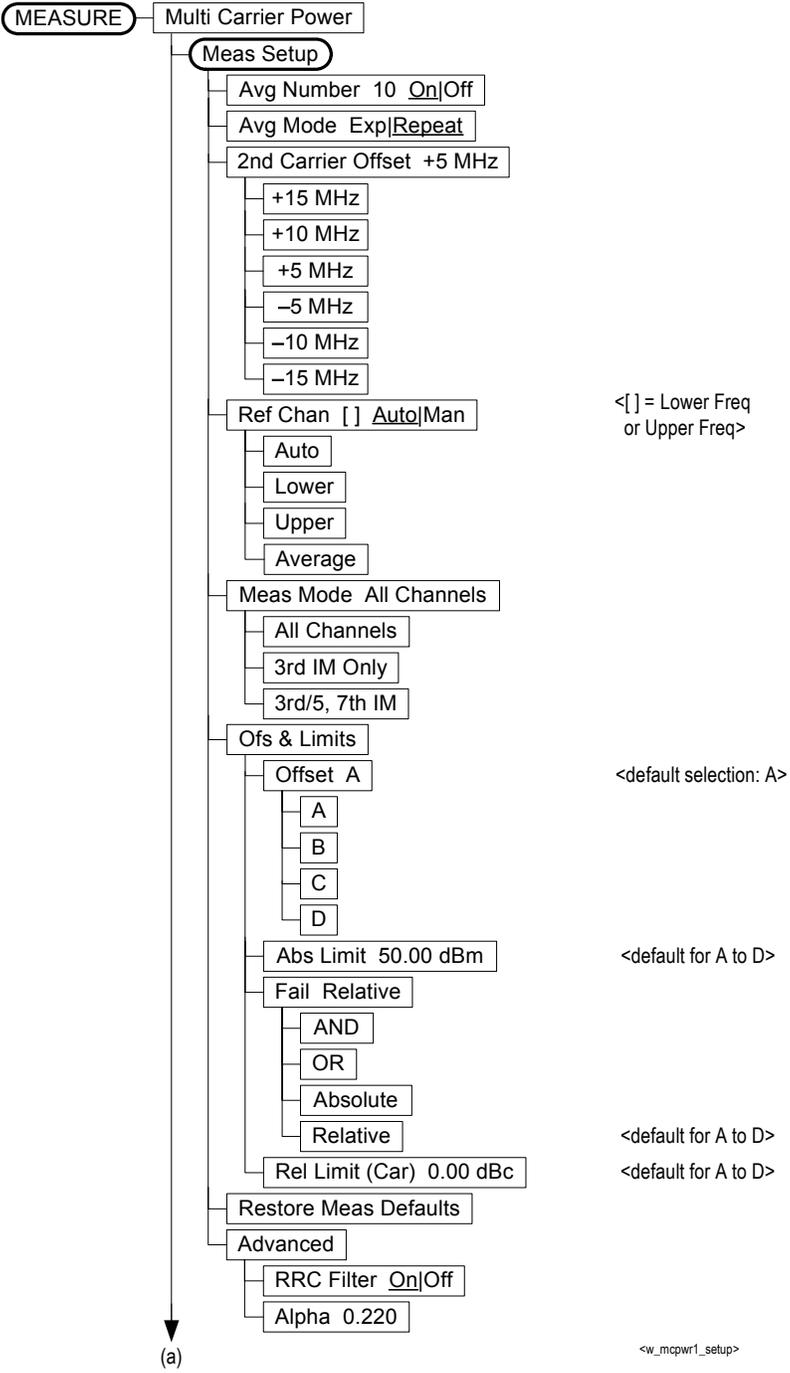 MEASURE
Multi Carrier Power
Meas Setup
Avg Number 10 On|Off
Avg Mode Exp|Repeat
2nd Carrier Offset +5 MHz
+15 MHz
+10 MHz
+5 MHz
–5 MHz
–10 MHz
–15 MHz
Ref Chan [ ] Auto|Man
<[ ] = Lower Freq
or Upper Freq>
Auto
Lower
Upper
Average
Meas Mode All Channels
All Channels
3rd IM Only
3rd/5, 7th IM
Ofs & Limits
Offset A
<default selection: A>
A
B
C
D
Abs Limit 50.00 dBm
<default for A to D>
Fail Relative
AND
OR
Absolute
Relative
<default for A to D>
Rel Limit (Car) 0.00 dBc
<default for A to D>
Restore Meas Defaults
Advanced
RRC Filter On|Off
Alpha 0.220
(a)
<w_mcpwr1_setup>